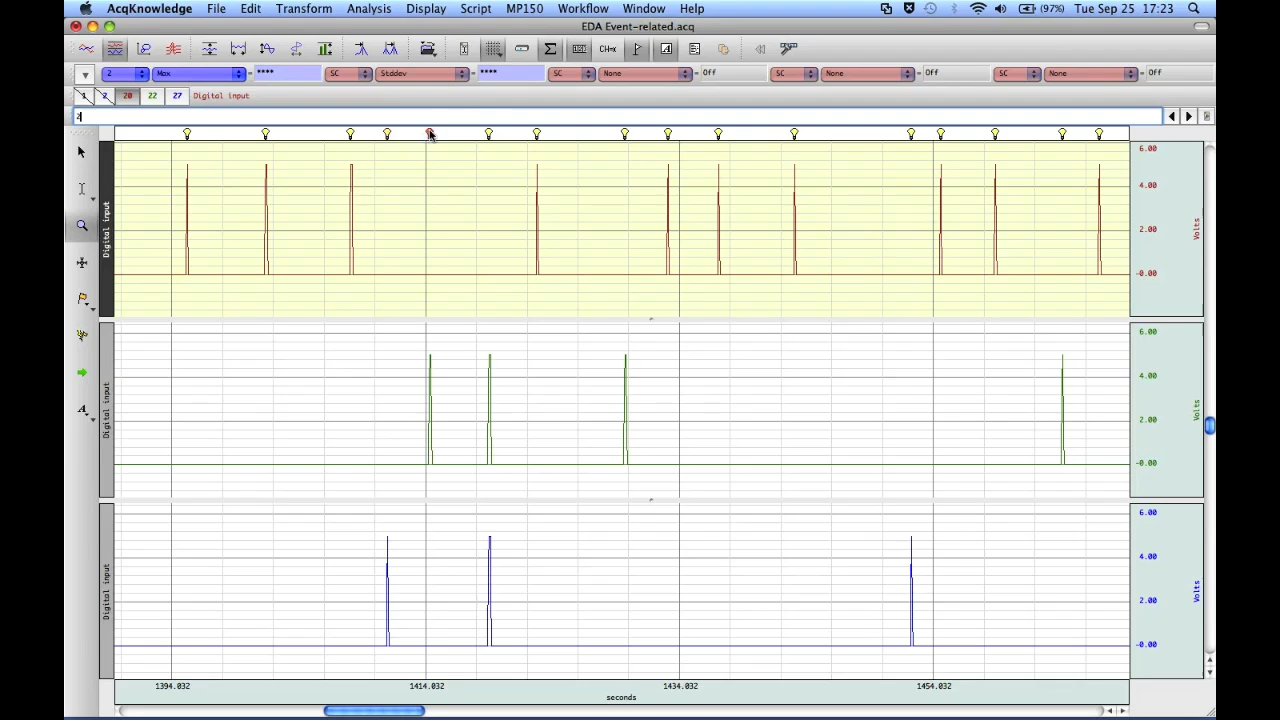 AcqKnowledge File Edit Transform Analysis Display Script MP150 Workflow Window Help (97%) Tue Sep 25 17:23
EDA Event-related.acq
CH=x
2 Max = **** SC Stddev = **** SC None = Off SC None = Off SC None = Off
1 2 20 22 27 Digital input
2
6.00
4.00
2.00
-0.00
Volts
Digital input
6.00
4.00
2.00
-0.00
Volts
Digital input
6.00
4.00
2.00
-0.00
Volts
Digital input
1394.032 1414.032 1434.032 1454.032
seconds